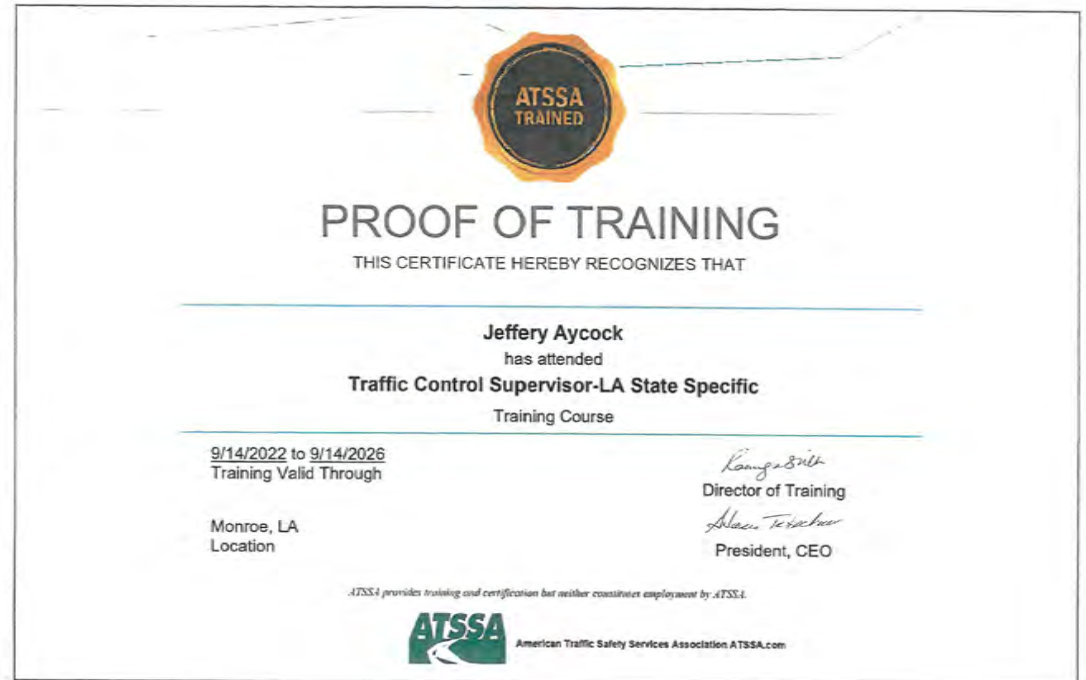 ATSSA
TRAINED
PROOF OF TRAINING
THIS CERTIFICATE HEREBY RECOGNIZES THAT
Jeffery Aycock
has attended
Traffic Control Supervisor-LA State Specific
Training Course
9/14/2022 to 9/14/2026
Training Valid Through
Monroe, LA
Location
Director of Training
President, CEO
ATSSA provides training and certification but neither constitutes employment by ATSSA.
ATSSA
American Traffic Safety Services Association ATSSA.com